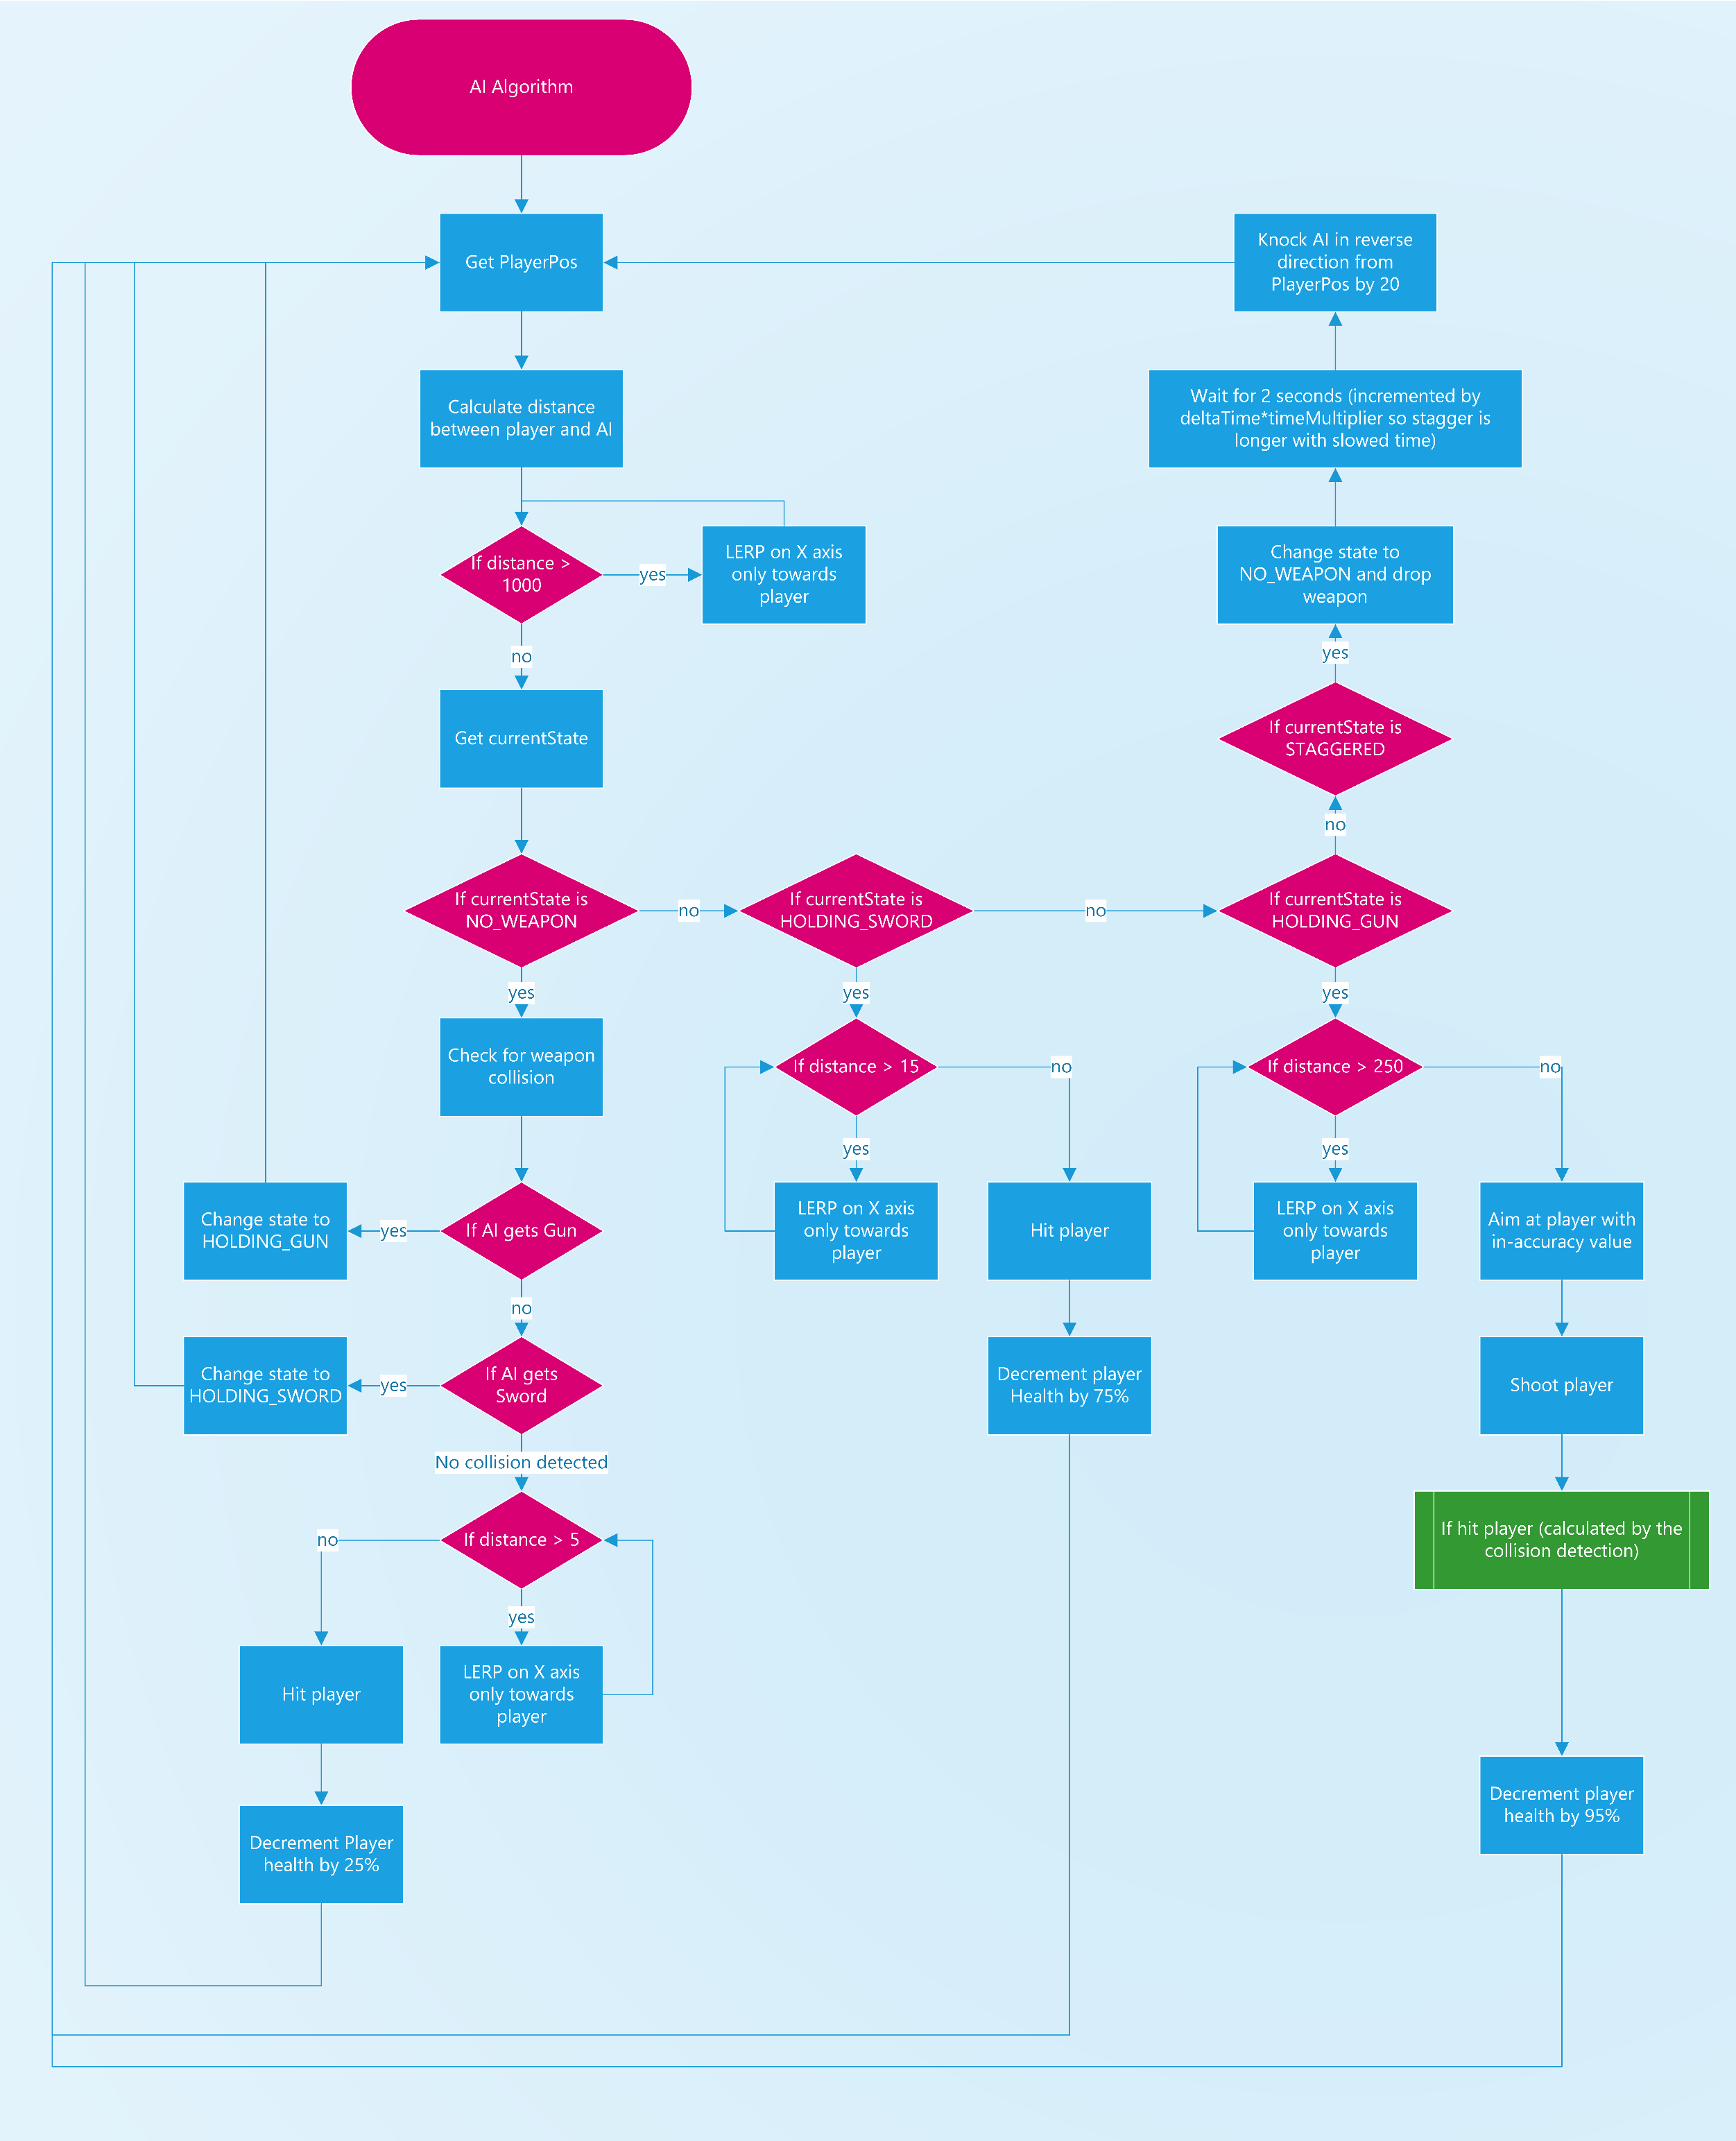 AI Algorithm
Get PlayerPos
Knock AI in reverse
direction from
PlayerPos by 20
Calculate distance
between player and AI
Wait for 2 seconds (incremented by
deltaTime*timeMultiplier so stagger is
longer with slowed time)
If distance >
1000
yes
LERP on X axis
only towards
player
Change state to
NO_WEAPON and drop
weapon
no
yes
Get currentState
If currentState is
STAGGERED
no
If currentState is
NO_WEAPON
no
If currentState is
HOLDING_SWORD
no
If currentState is
HOLDING_GUN
yes
yes
yes
Check for weapon
collision
If distance > 15
no
If distance > 250
no
yes
yes
Change state to
HOLDING_GUN
yes
If AI gets Gun
LERP on X axis
only towards
player
Hit player
LERP on X axis
only towards
player
Aim at player with
in-accuracy value
no
Change state to
HOLDING_SWORD
yes
If AI gets
Sword
Decrement player
Health by 75%
Shoot player
No collision detected
no
If distance > 5
If hit player (calculated by the
collision detection)
yes
Hit player
LERP on X axis
only towards
player
Decrement Player
health by 25%
Decrement player
health by 95%